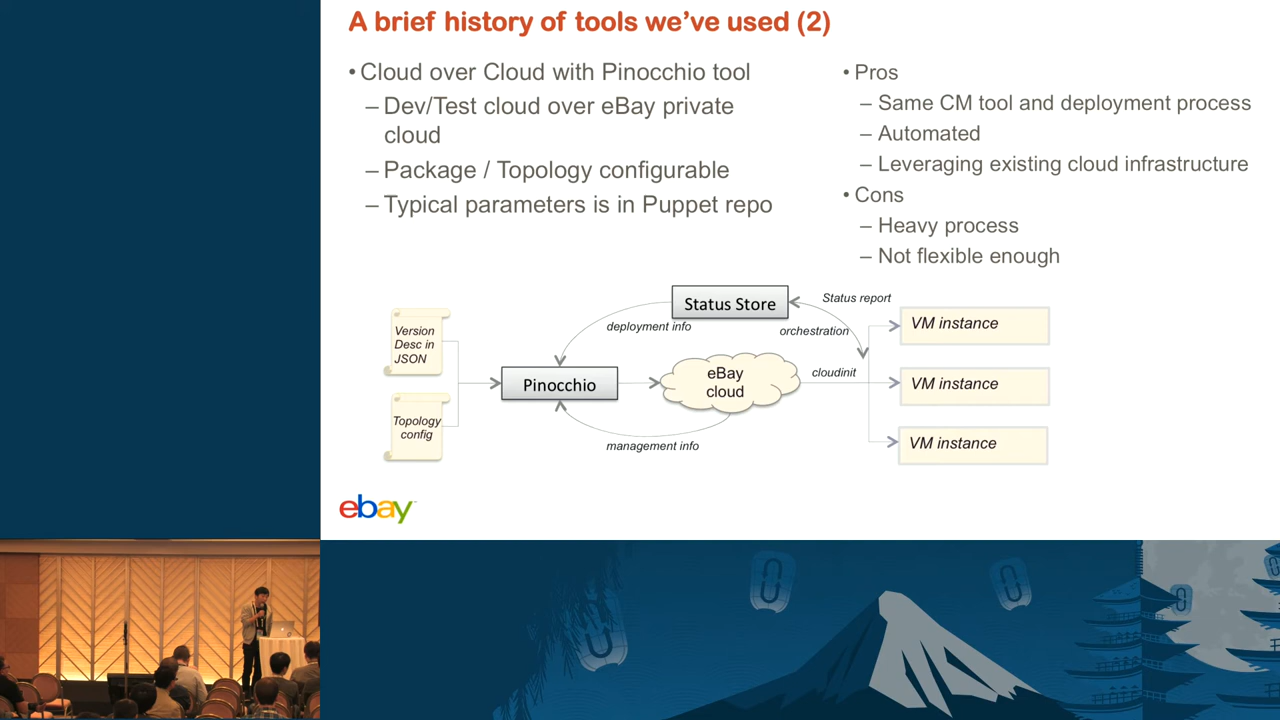 A brief history of tools we've used (2)
• Cloud over Cloud with Pinocchio tool
– Dev/Test cloud over eBay private
cloud
– Package / Topology configurable
– Typical parameters is in Puppet repo
• Pros
– Same CM tool and deployment process
– Automated
– Leveraging existing cloud infrastructure
• Cons
– Heavy process
– Not flexible enough
Version
Desc in
JSON
Topology
config
Pinocchio
Status Store
deployment info
eBay
cloud
management info
Status report
orchestration
cloudinit
VM instance
VM instance
VM instance
ebay